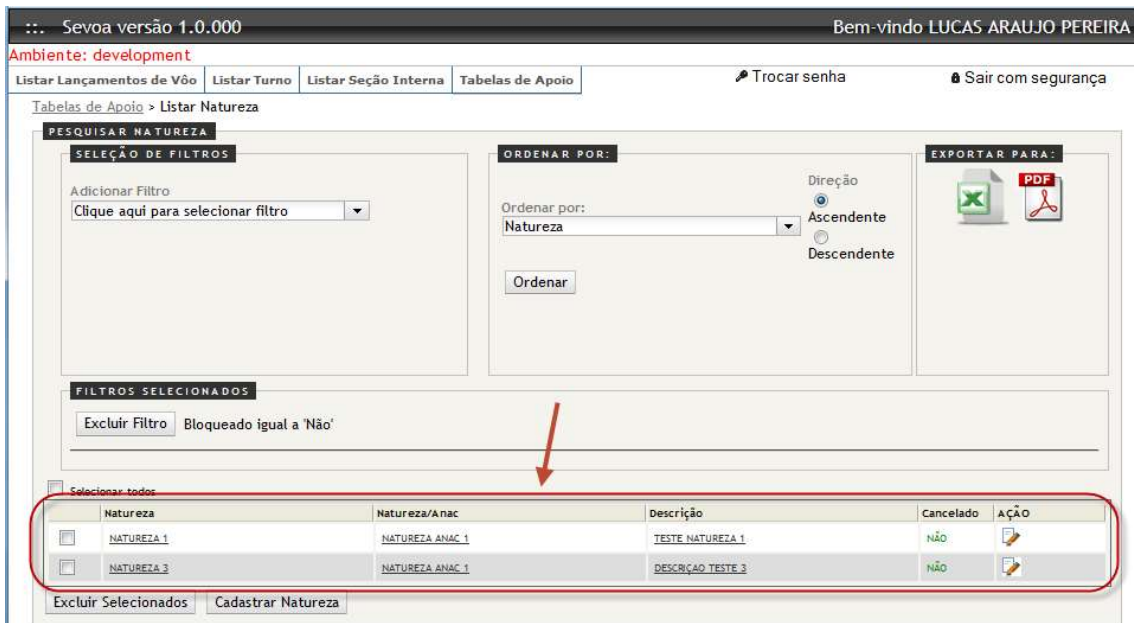 ::. Sevoa versão 1.0.000 Bem-vindo LUCAS ARAUJO PEREIRA
Ambiente: development
Listar Lançamentos de Vôo Listar Turno Listar Seção Interna Tabelas de Apoio Trocar senha Sair com segurança
Tabelas de Apoio > Listar Natureza
PESQUISAR NATUREZA
SELEÇÃO DE FILTROS
Adicionar Filtro
Clique aqui para selecionar filtro
ORDENAR POR:
Ordenar por:
Natureza
Direção
Ascendente
Descendente
Ordenar
EXPORTAR PARA:
PDF
FILTROS SELECIONADOS
Excluir Filtro Bloqueado igual a 'Não'
Selecionar todos
Natureza Natureza/Anac Descrição Cancelado AÇÃO
NATUREZA 1 NATUREZA ANAC 1 TESTE NATUREZA 1 NÃO
NATUREZA 3 NATUREZA ANAC 1 DESCRIÇAO TESTE 3 NÃO
Excluir Selecionados Cadastrar Natureza